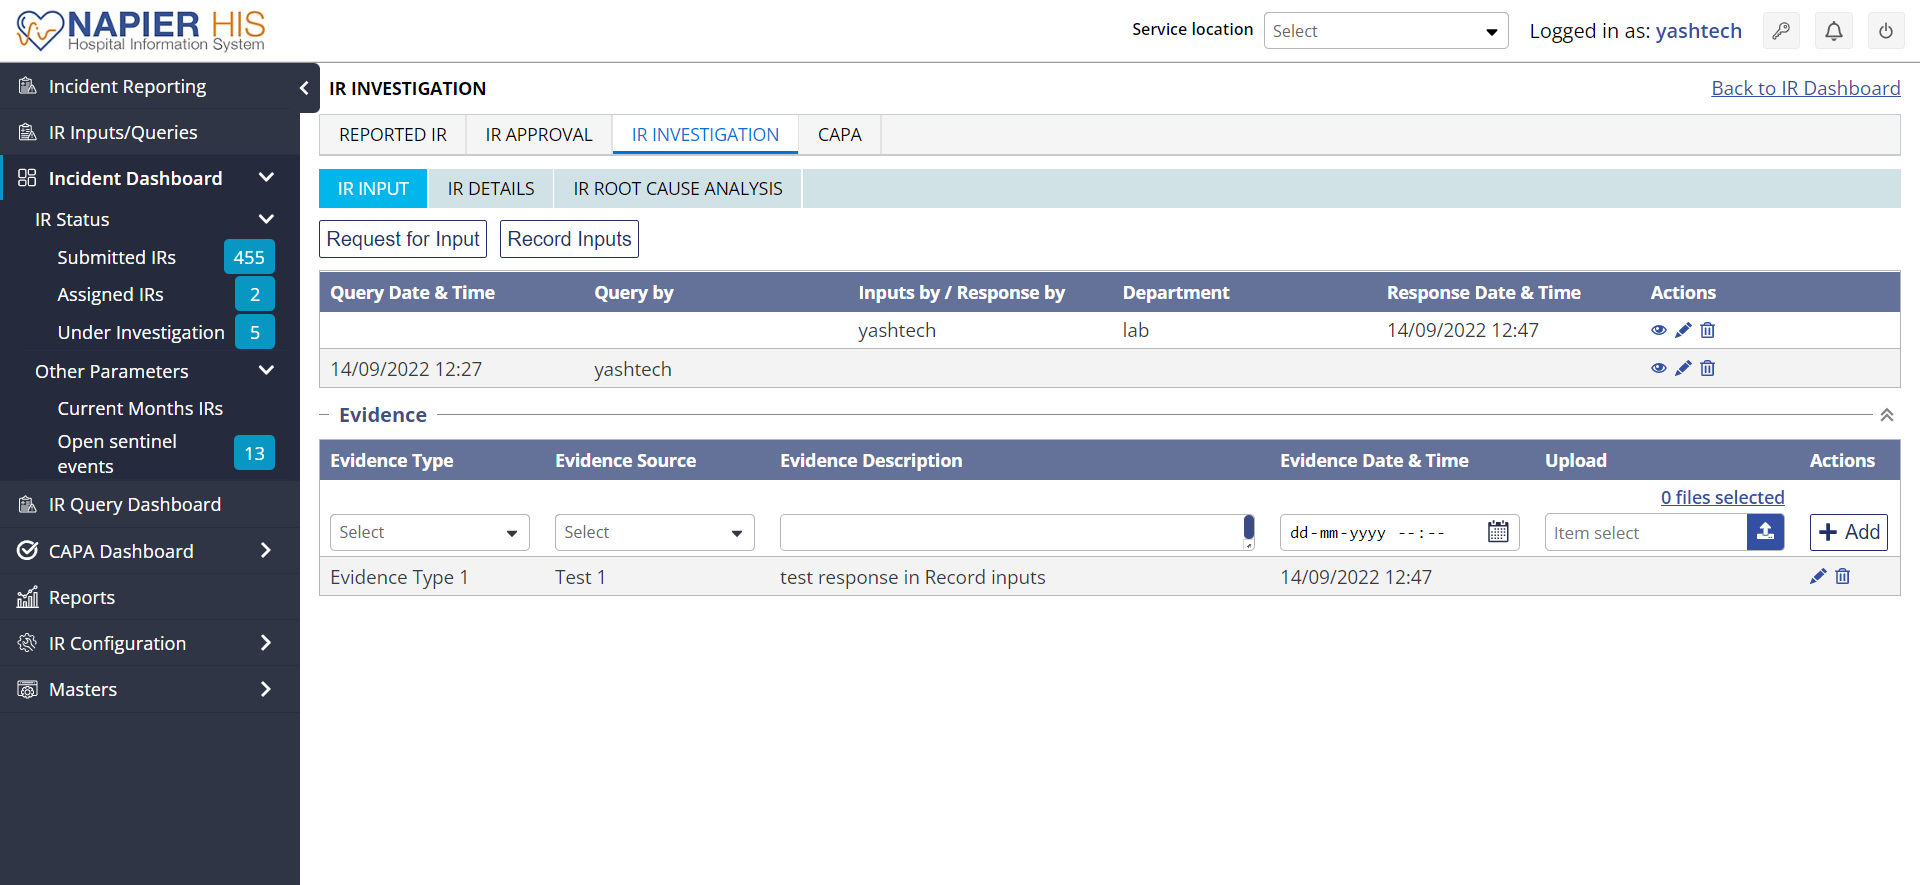 NAPIER HIS
Hospital Information System
Service location
Select
Logged in as: yashtech
Incident Reporting
IR Inputs/Queries
Incident Dashboard
IR Status
Submitted IRs 455
Assigned IRs 2
Under Investigation 5
Other Parameters
Current Months IRs
Open sentinel
events
13
IR Query Dashboard
CAPA Dashboard
Reports
IR Configuration
Masters
IR INVESTIGATION
Back to IR Dashboard
REPORTED IR IR APPROVAL IR INVESTIGATION CAPA
IR INPUT IR DETAILS IR ROOT CAUSE ANALYSIS
Request for Input Record Inputs
Query Date & Time Query by Inputs by / Response by Department Response Date & Time Actions
yashtech lab 14/09/2022 12:47
14/09/2022 12:27 yashtech
Evidence
Evidence Type Evidence Source Evidence Description Evidence Date & Time Upload Actions
0 files selected
Select Select dd-mm-yyyy --:-- Item select Add
Evidence Type 1 Test 1 test response in Record inputs 14/09/2022 12:47